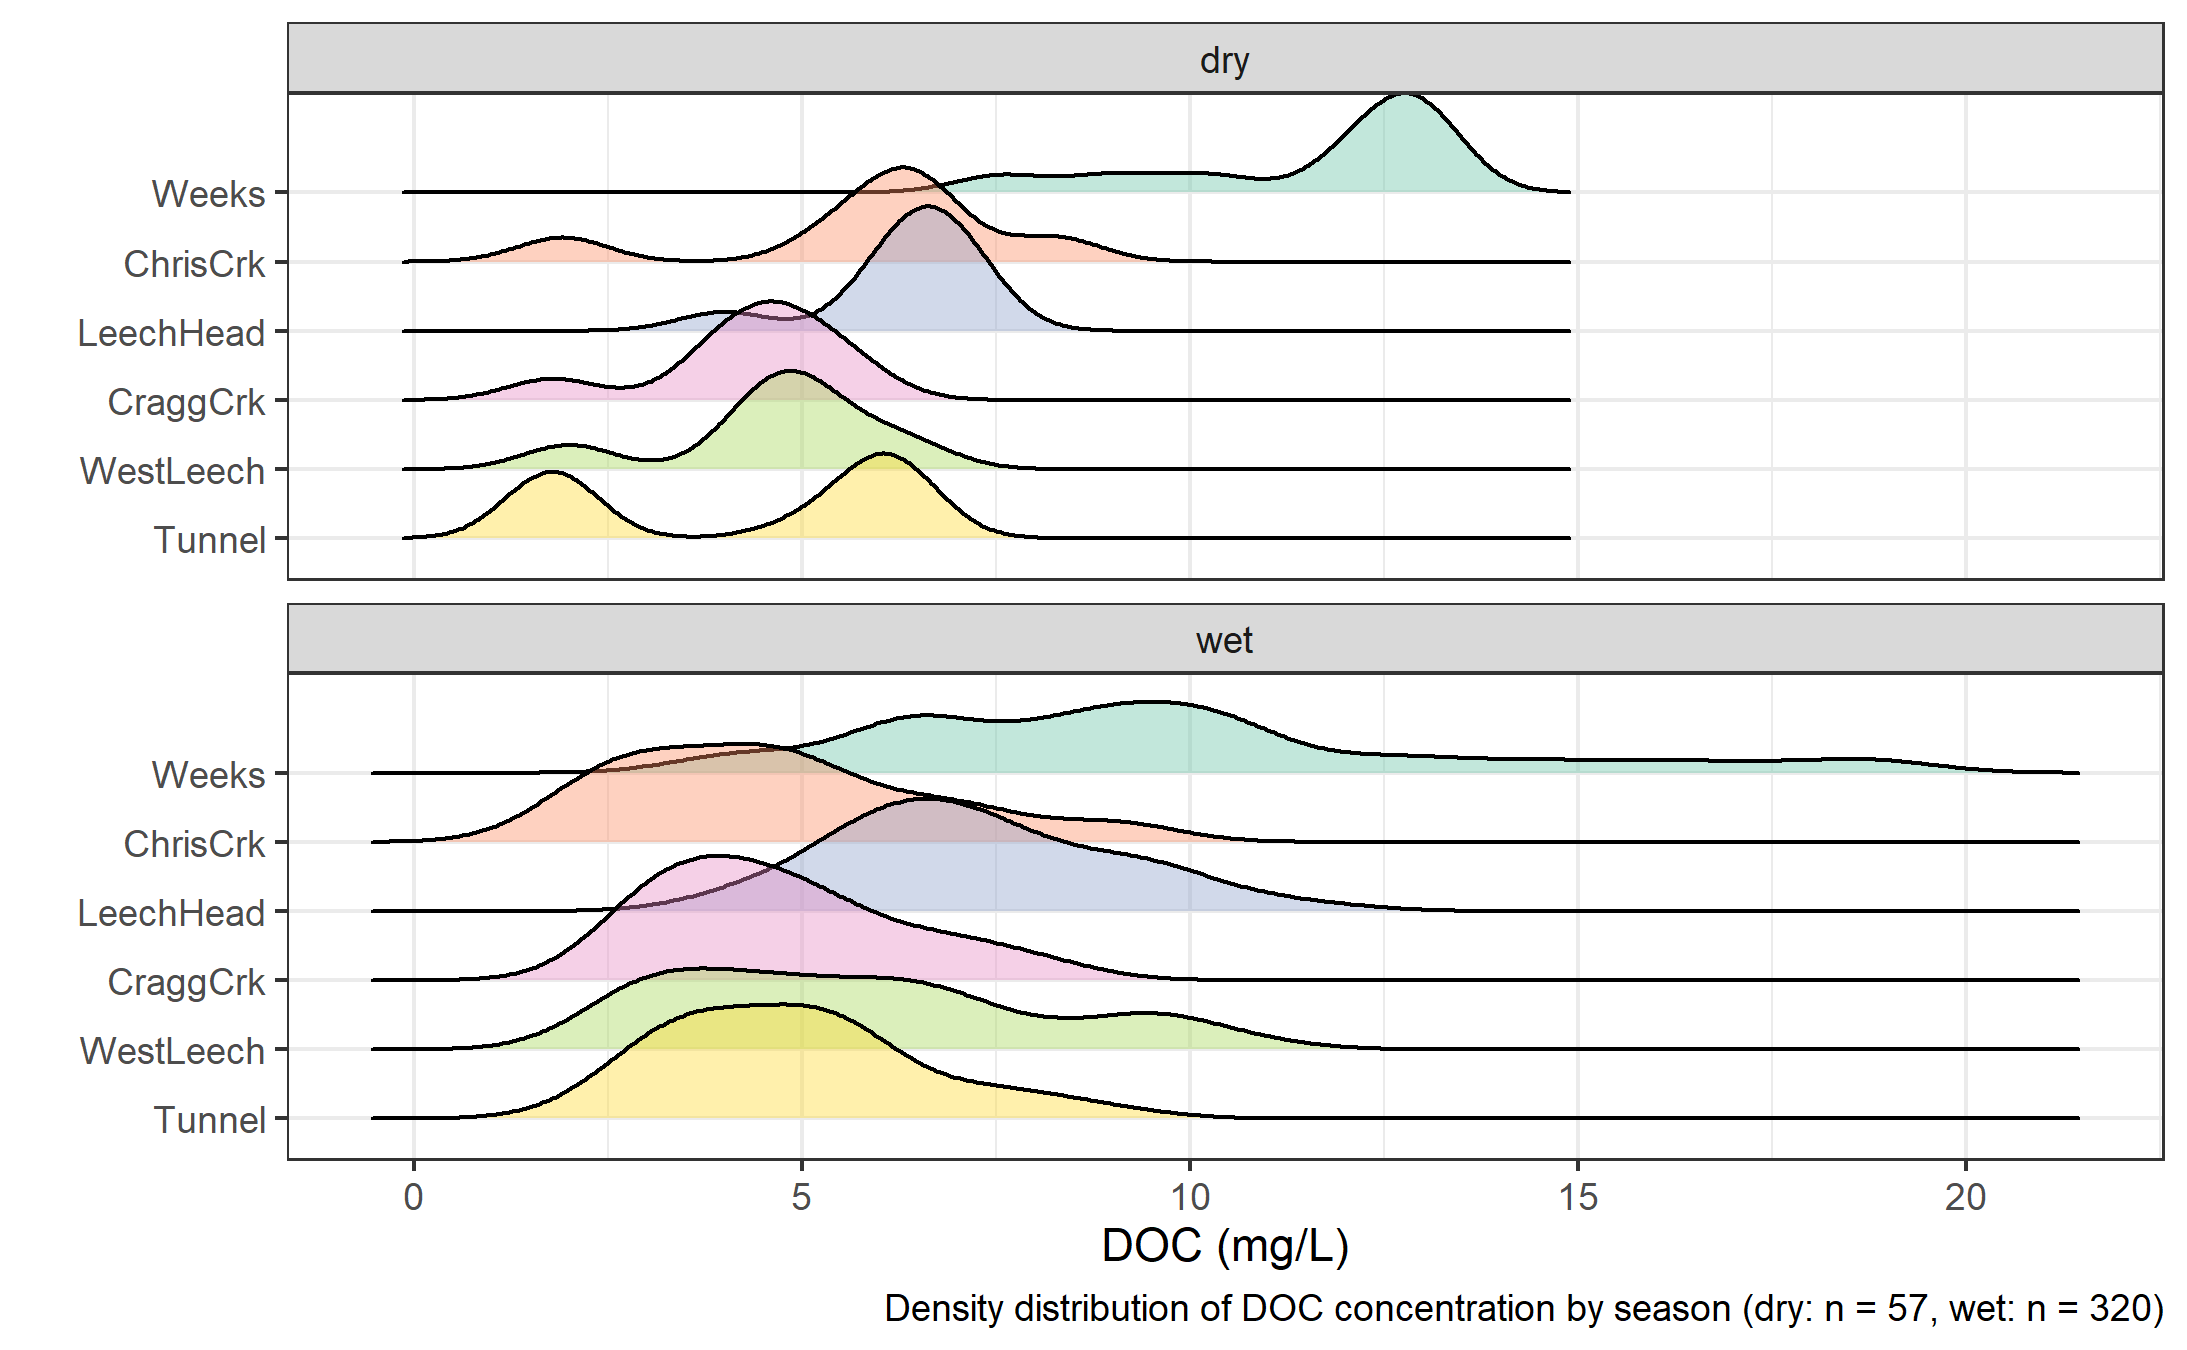 dry
Weeks
ChrisCrk
LeechHead
CraggCrk
WestLeech
Tunnel
wet
Weeks
ChrisCrk
LeechHead
CraggCrk
WestLeech
Tunnel
0 5 10 15 20
DOC (mg/L)
Density distribution of DOC concentration by season (dry: n = 57, wet: n = 320)